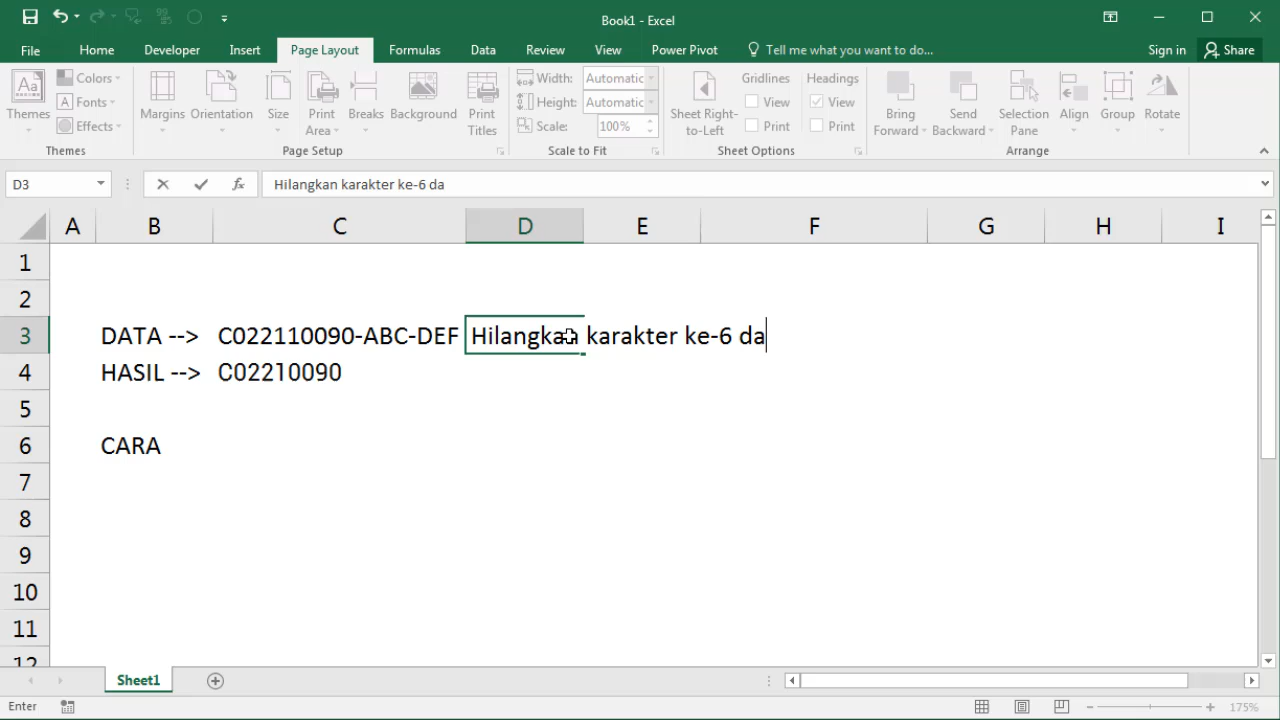 Book1 - Excel
File Home Developer Insert Page Layout Formulas Data Review View Power Pivot Tell me what you want to do... Sign in Share
Themes
Colors
Fonts
Effects
Themes
Margins
Orientation
Size
Print Area
Breaks
Background
Print Titles
Page Setup
Width: Automatic
Height: Automatic
Scale: 100%
Scale to Fit
Gridlines
View
Print
Headings
View
Print
Sheet Right-to-Left
Sheet Options
Bring Forward
Send Backward
Selection Pane
Align
Group
Rotate
Arrange
D3 fx Hilangkan karakter ke-6 da
A B C D E F G H I
1
2
3 DATA --> C022110090-ABC-DEF Hilangkan karakter ke-6 da
4 HASIL --> C02210090
5
6 CARA
7
8
9
10
11
12
Sheet1
Enter 175%